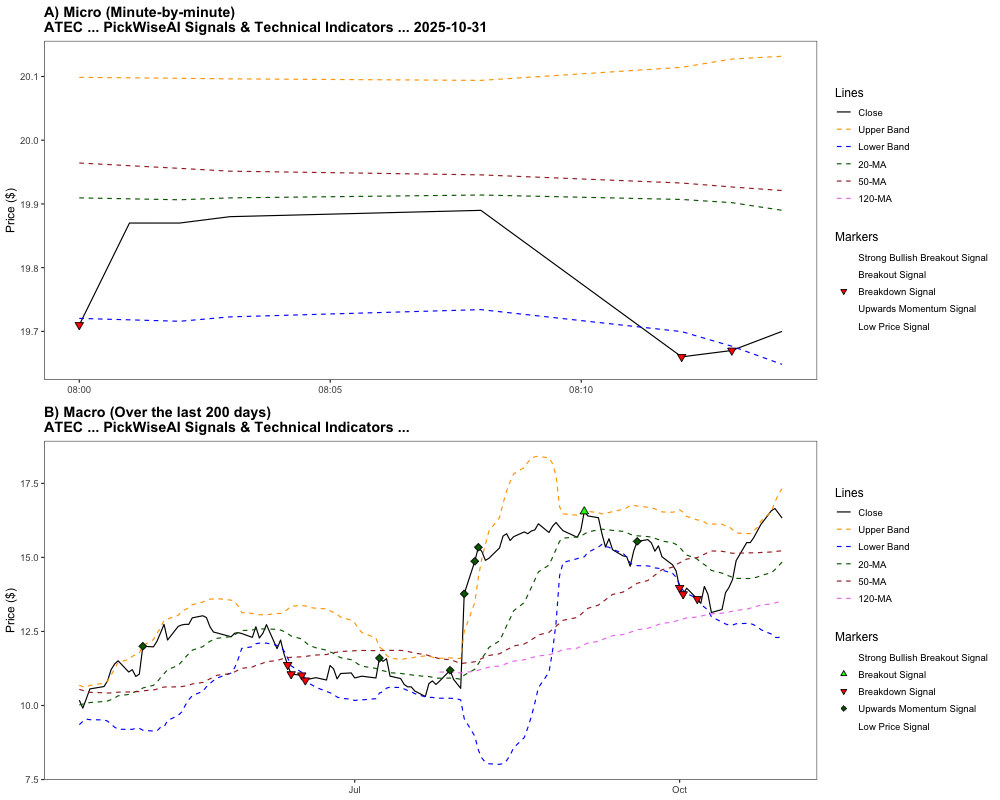 A) Micro (Minute-by-minute)
ATEC ... PickWiseAI Signals & Technical Indicators ... 2025-10-31
Price ($)
20.1
20.0
19.9
19.8
19.7
08:00
08:05
08:10
Lines
Close
Upper Band
Lower Band
20-MA
50-MA
120-MA
Markers
Strong Bullish Breakout Signal
Breakout Signal
Breakdown Signal
Upwards Momentum Signal
Low Price Signal
B) Macro (Over the last 200 days)
ATEC ... PickWiseAI Signals & Technical Indicators ...
Price ($)
17.5
15.0
12.5
10.0
7.5
Jul
Oct
Lines
Close
Upper Band
Lower Band
20-MA
50-MA
120-MA
Markers
Strong Bullish Breakout Signal
Breakout Signal
Breakdown Signal
Upwards Momentum Signal
Low Price Signal